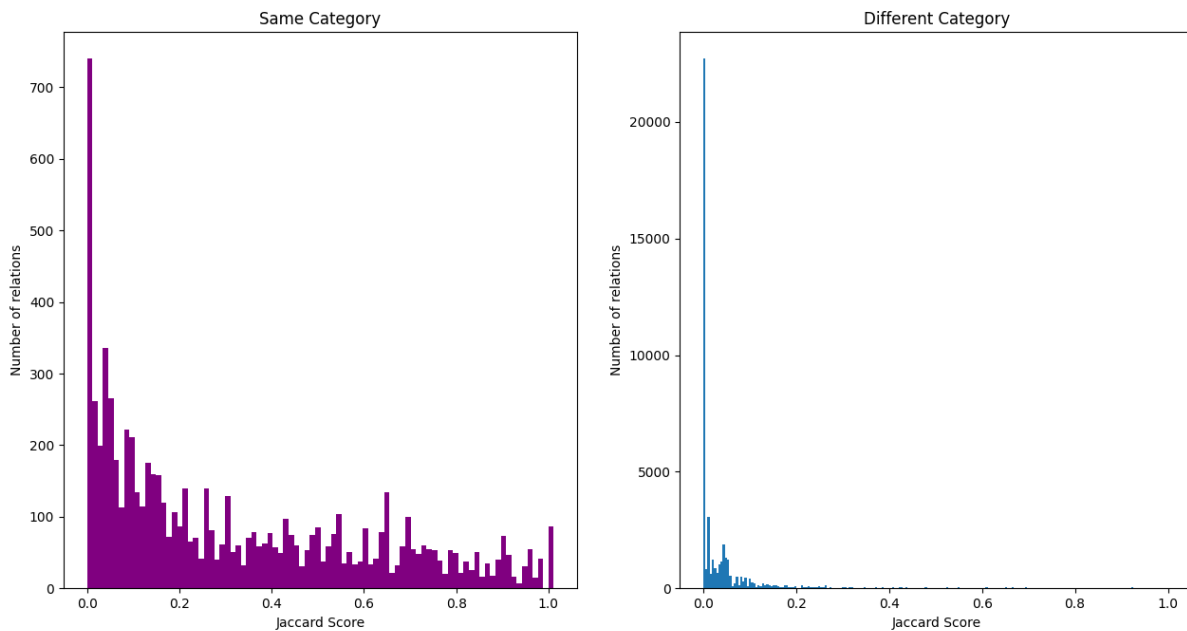 Same Category
Number of relations
700
600
500
400
300
200
100
0
0.0 0.2 0.4 0.6 0.8 1.0
Jaccard Score
Different Category
Number of relations
20000
15000
10000
5000
0
0.0 0.2 0.4 0.6 0.8 1.0
Jaccard Score